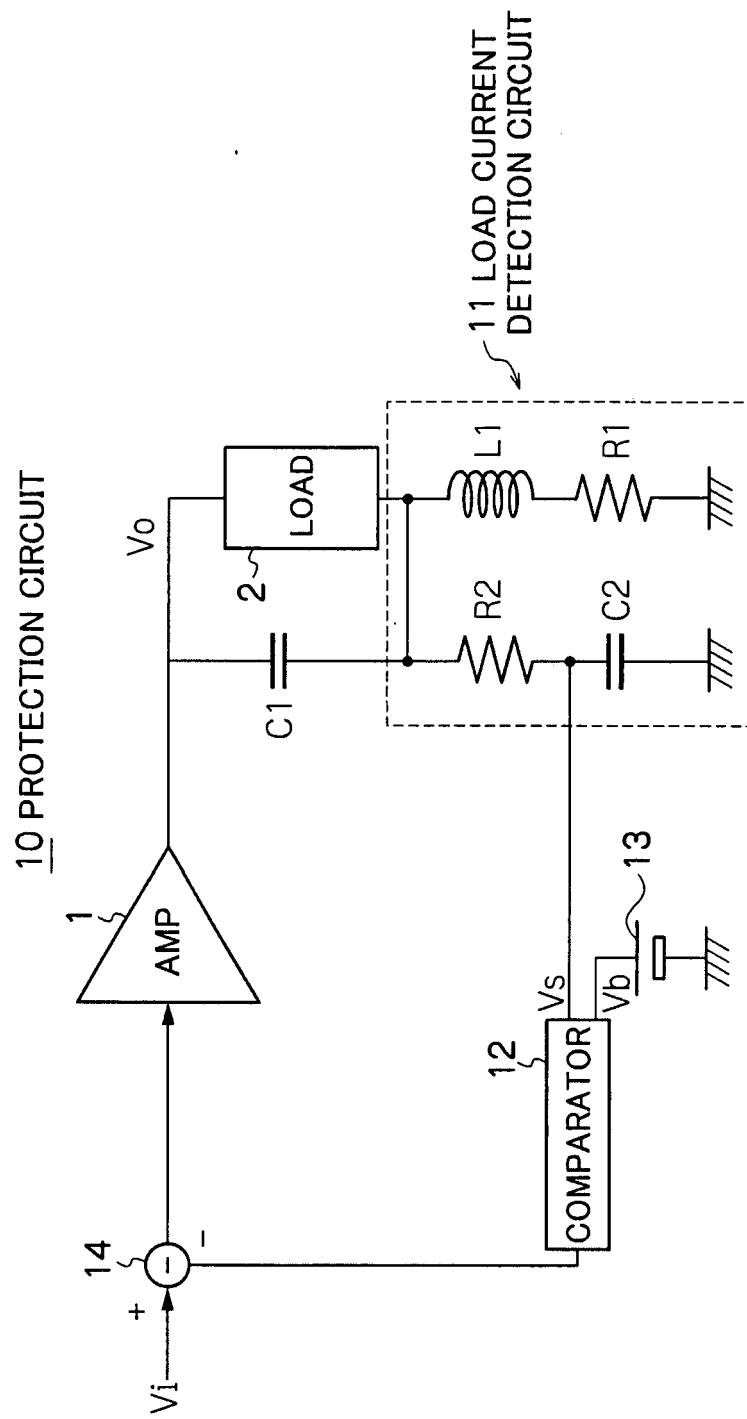 10 PROTECTION CIRCUIT
Vi
+
14
-
-
1
AMP
Vo
C1
2
LOAD
11 LOAD CURRENT
DETECTION CIRCUIT
R2
L1
C2
R1
12
COMPARATOR
Vs
Vb
13